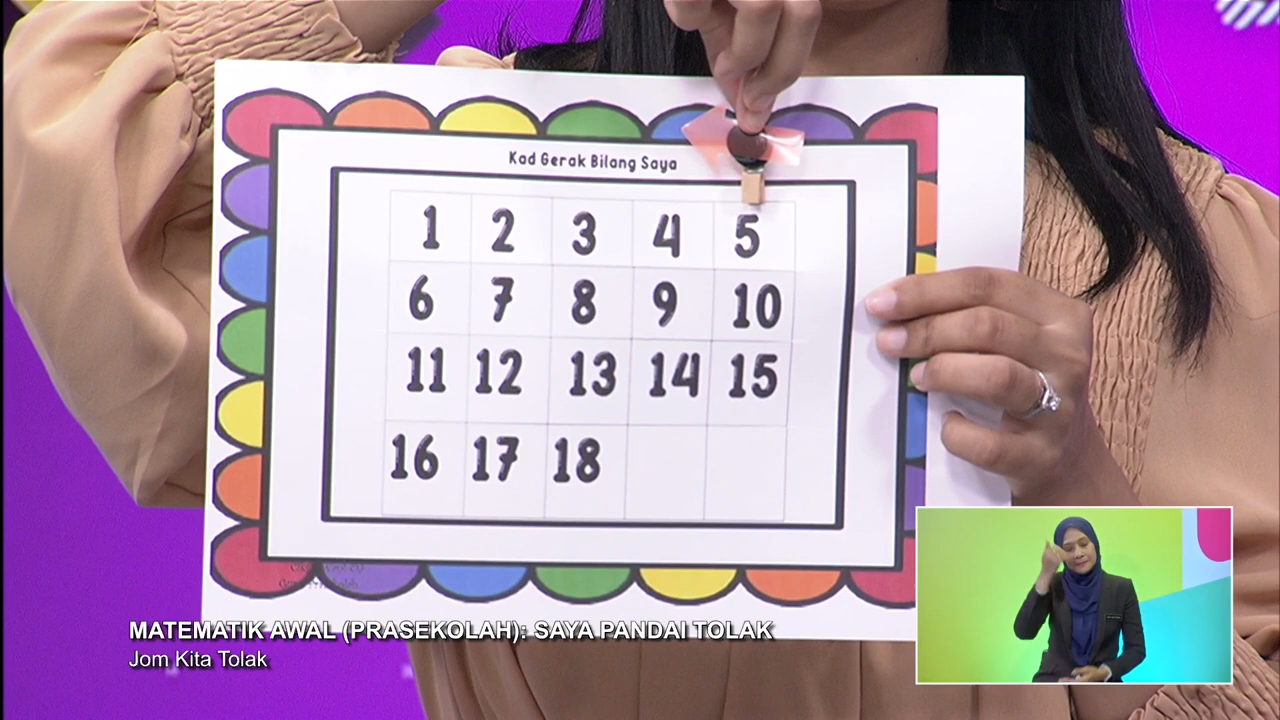 Kad Gerak Bilang Saya
1 2 3 4 5
6 7 8 9 10
11 12 13 14 15
16 17 18
MATEMATIK AWAL (PRASEKOLAH): SAYA PANDAI TOLAK
Jom Kita Tolak